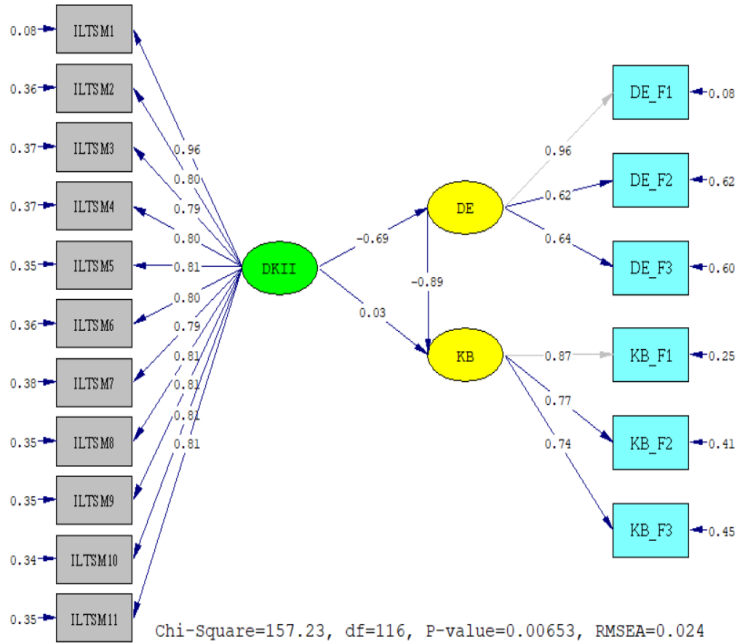 0.08 ILTSM1
0.36 ILTSM2
0.37 ILTSM3
0.37 ILTSM4
0.35 ILTSM5
0.36 ILTSM6
0.38 ILTSM7
0.35 ILTSM8
0.35 ILTSM9
0.34 ILTSM10
0.35 ILTSM11
0.96
0.80
0.79
0.80
0.81
0.80
0.79
0.81
0.81
0.81
0.81
DKII
-0.69
0.03
DE
-0.89
KB
0.96
0.62
0.64
0.87
0.77
0.74
DE_F1 0.08
DE_F2 0.62
DE_F3 0.60
KB_F1 0.25
KB_F2 0.41
KB_F3 0.45
Chi-Square=157.23, df=116, P-value=0.00653, RMSEA=0.024